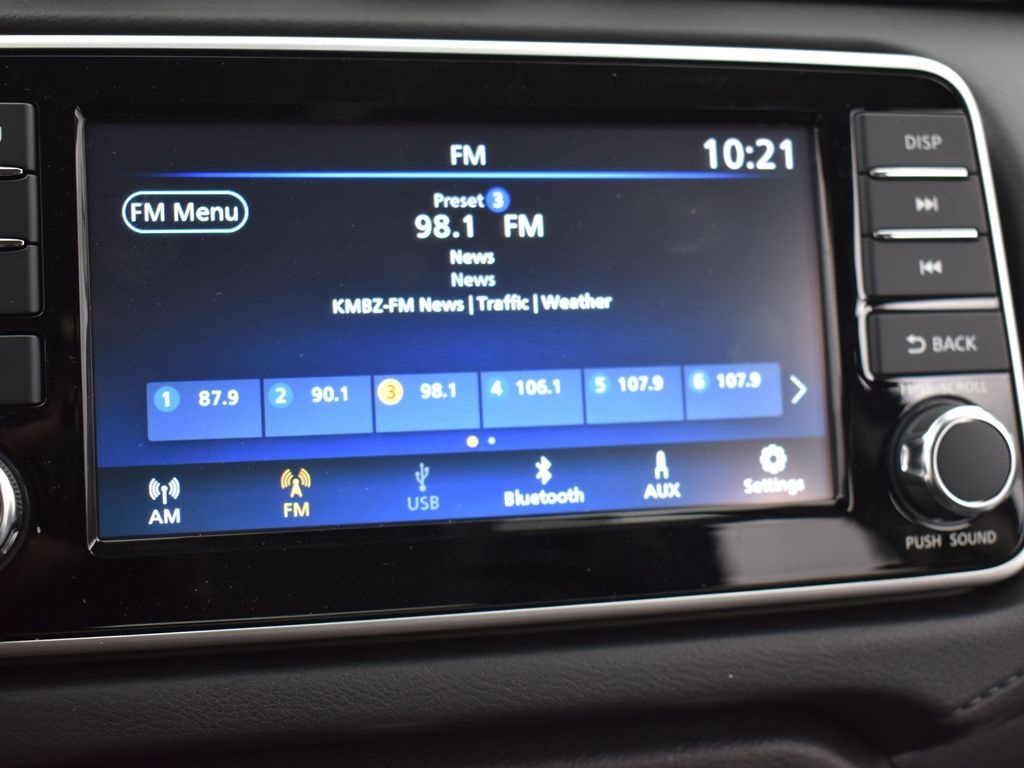 FM
10:21
FM Menu
Preset 3
98.1 FM
News
News
KMBZ-FM News | Traffic | Weather
1 87.9
2 90.1
3 98.1
4 106.1
5 107.9
6 107.9
AM
FM
USB
Bluetooth
AUX
Settings
DISP
BACK
SCROLL
PUSH SOUND